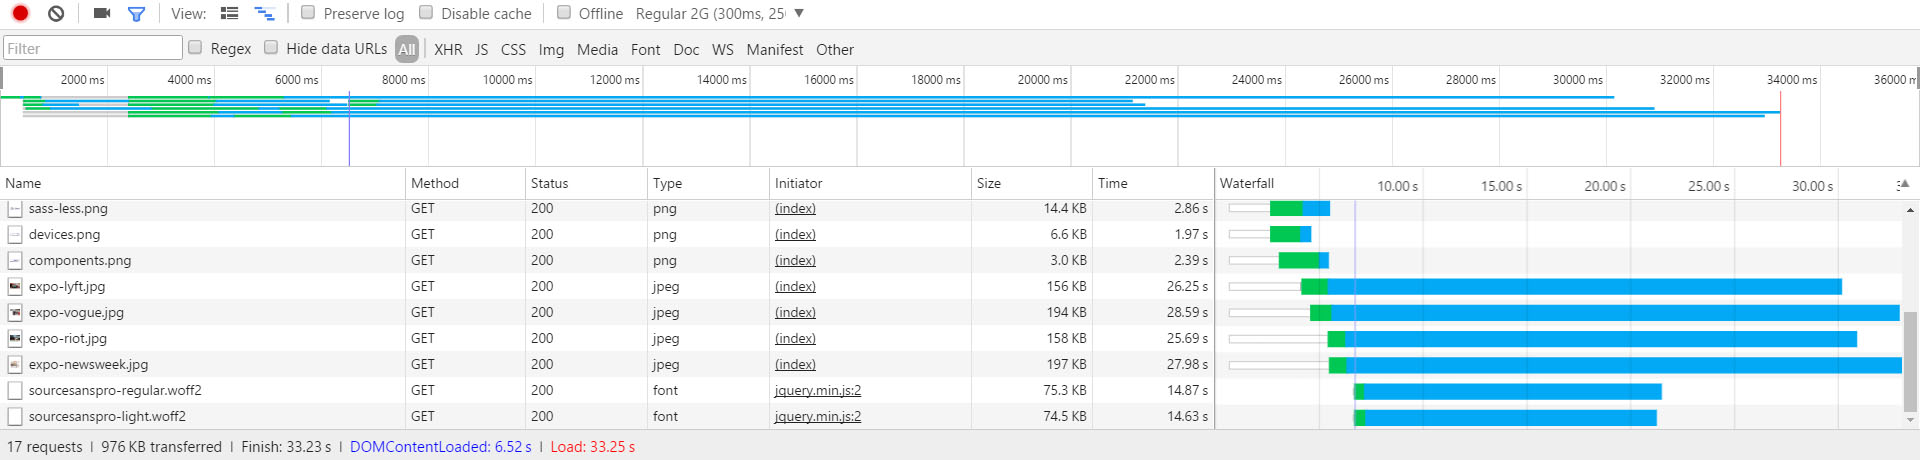 View: Preserve log Disable cache Offline Regular 2G (300ms, 25
Filter Regex Hide data URLs All XHR JS CSS Img Media Font Doc WS Manifest Other
2000 ms 4000 ms 6000 ms 8000 ms 10000 ms 12000 ms 14000 ms 16000 ms 18000 ms 20000 ms 22000 ms 24000 ms 26000 ms 28000 ms 30000 ms 32000 ms 34000 ms 36000 m
Name Method Status Type Initiator Size Time Waterfall 10.00 s 15.00 s 20.00 s 25.00 s 30.00 s
sass-less.png GET 200 png (index) 14.4 KB 2.86 s
devices.png GET 200 png (index) 6.6 KB 1.97 s
components.png GET 200 png (index) 3.0 KB 2.39 s
expo-lyft.jpg GET 200 jpeg (index) 156 KB 26.25 s
expo-vogue.jpg GET 200 jpeg (index) 194 KB 28.59 s
expo-riot.jpg GET 200 jpeg (index) 158 KB 25.69 s
expo-newsweek.jpg GET 200 jpeg (index) 197 KB 27.98 s
sourcesanspro-regular.woff2 GET 200 font jquery.min.js:2 75.3 KB 14.87 s
sourcesanspro-light.woff2 GET 200 font jquery.min.js:2 74.5 KB 14.63 s
17 requests | 976 KB transferred | Finish: 33.23 s | DOMContentLoaded: 6.52 s | Load: 33.25 s